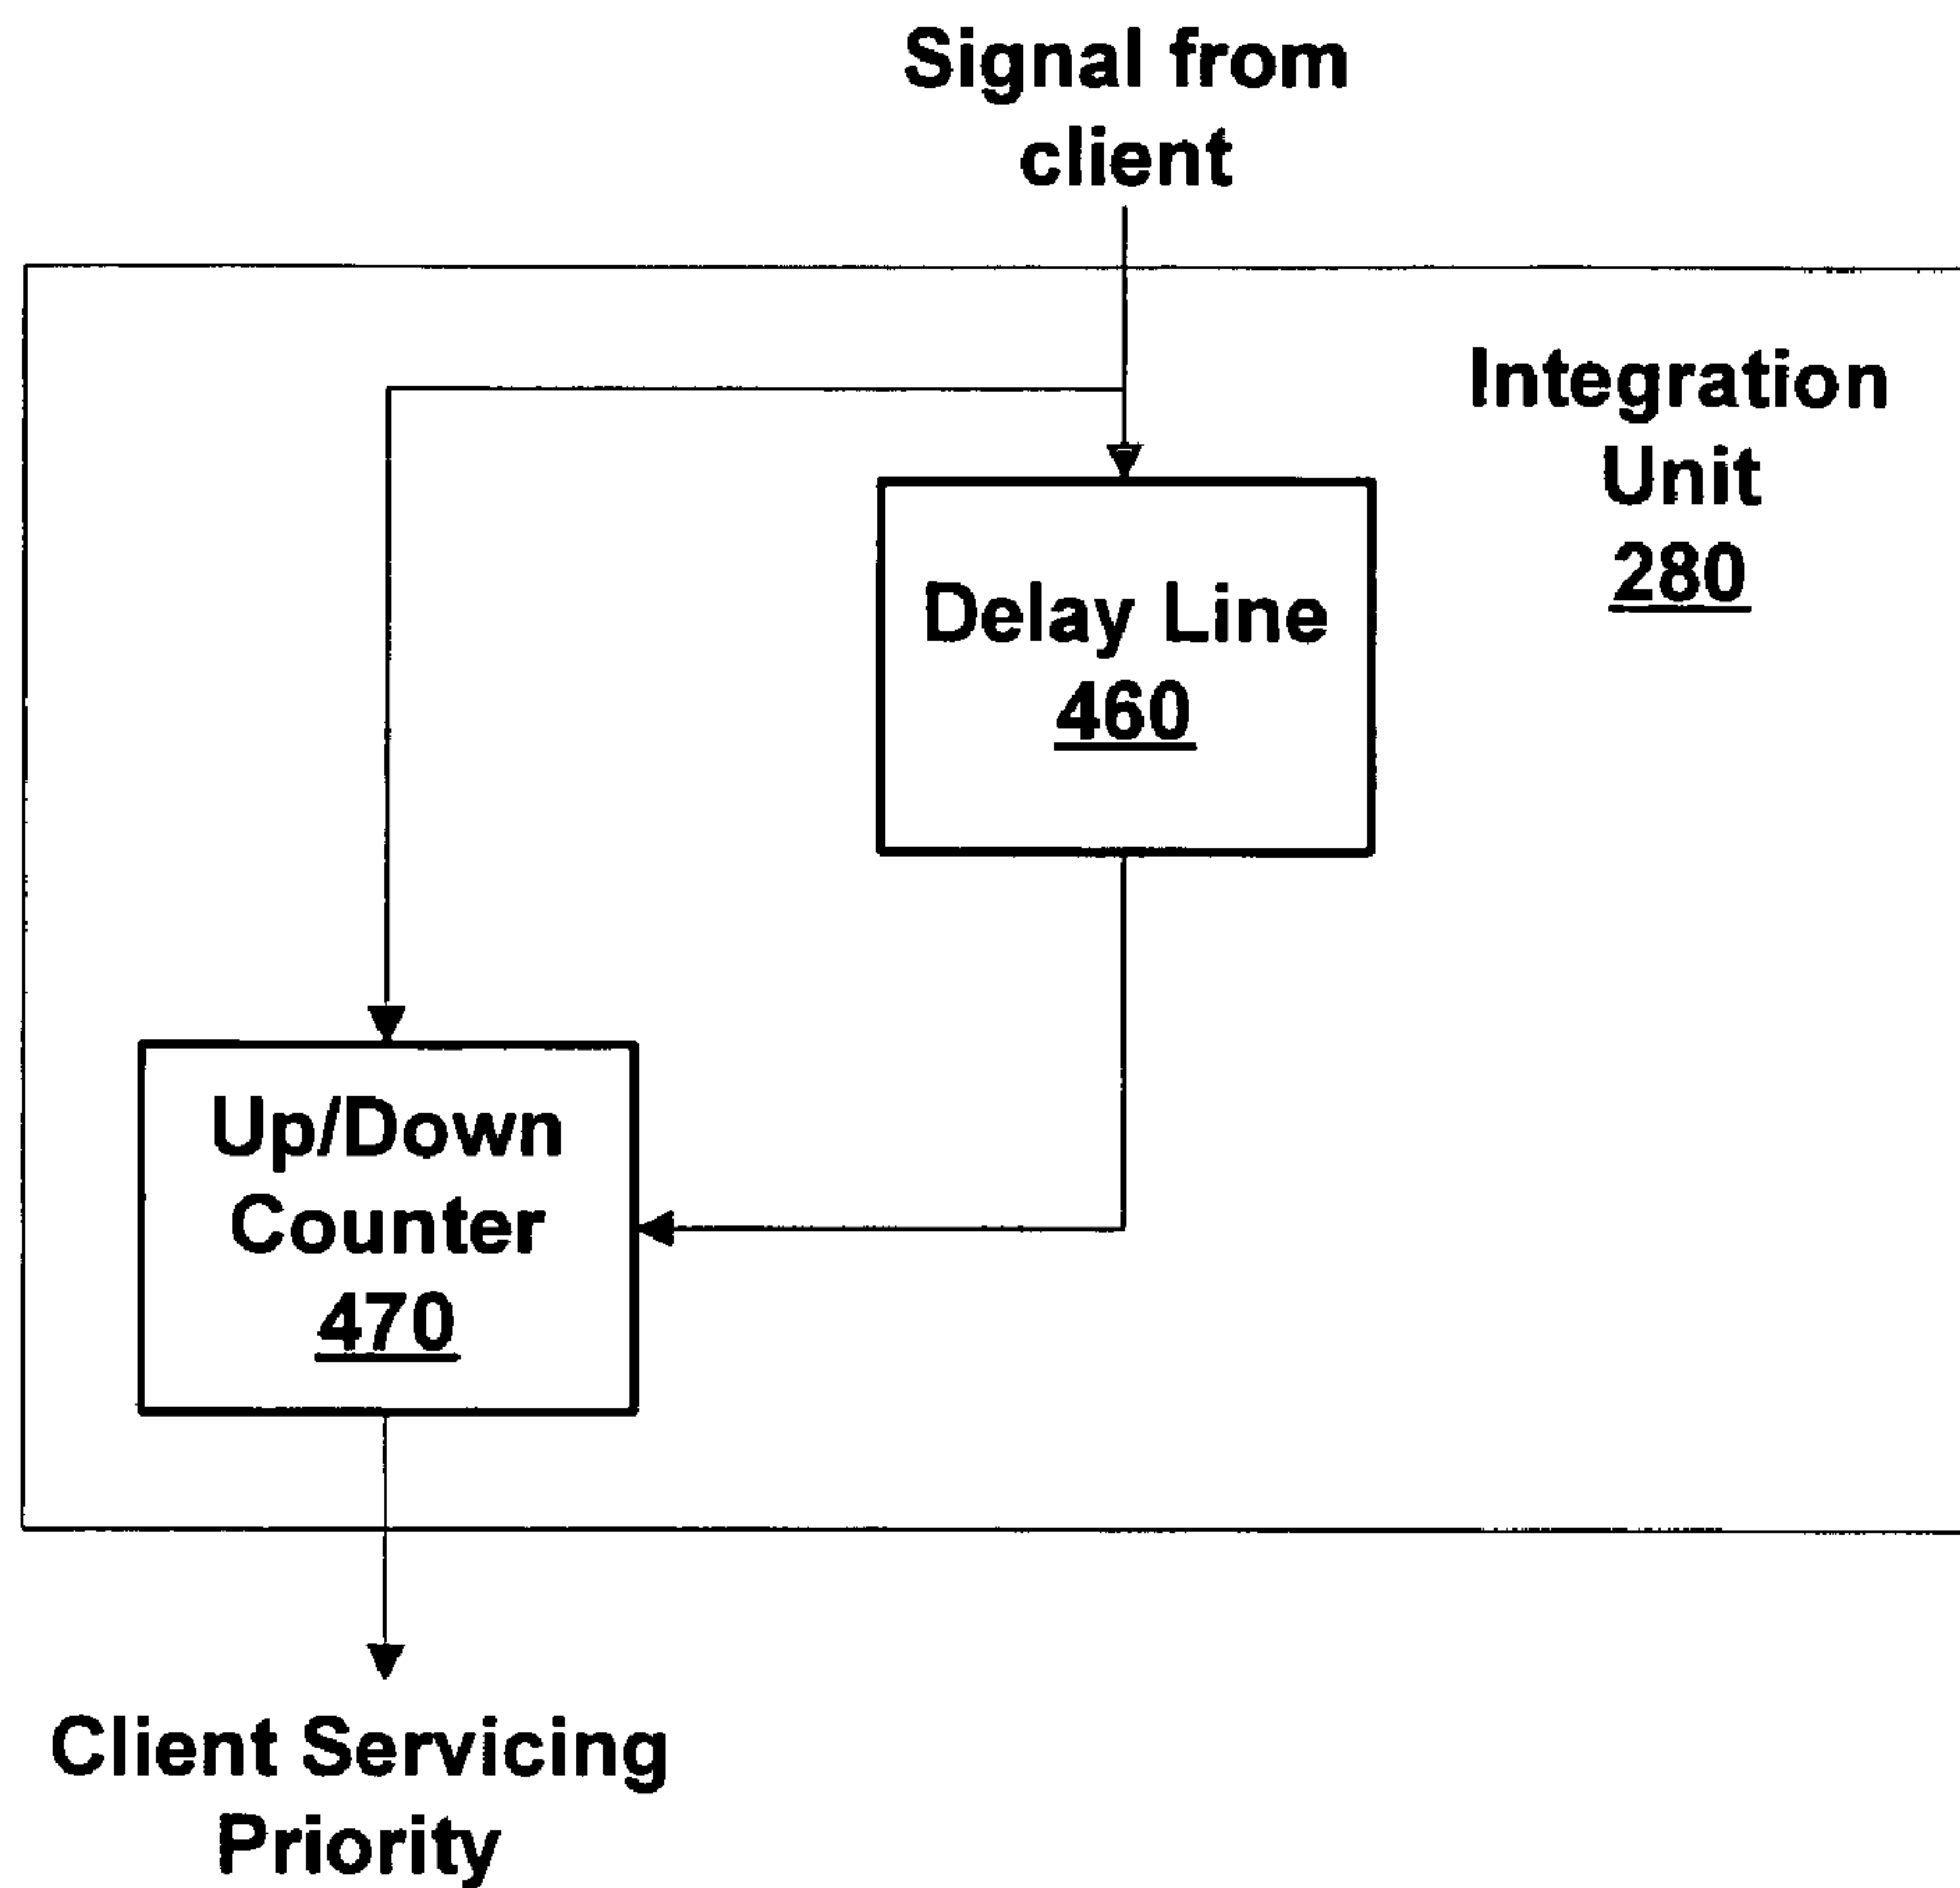 Signal from
client
Integration
Unit
280
Delay Line
460
Up/Down
Counter
470
Client Servicing
Priority